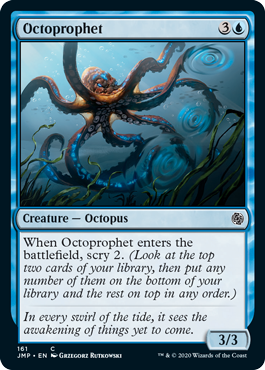 Octoprophet 3
Creature — Octopus
When Octoprophet enters the
battlefield, scry 2. (Look at the top
two cards of your library, then put any
number of them on the bottom of your
library and the rest on top in any order.)
In every swirl of the tide, it sees the
awakening of things yet to come.
3/3
161 C
JMP • EN GRZEGORZ RUTKOWSKI ™ & © 2020 Wizards of the Coast